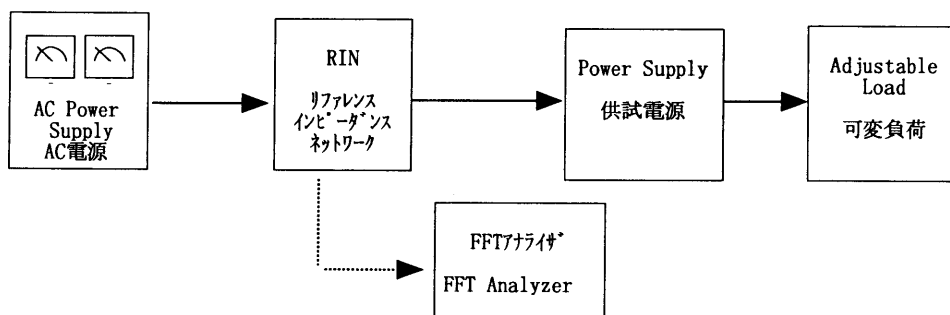 AC Power
Supply
AC電源
RIN
ﾘﾌｧﾚﾝｽ
ｲﾝﾋﾟｰﾀﾞﾝｽ
ﾈｯﾄﾜｰｸ
Power Supply
供試電源
Adjustable
Load
可変負荷
FFTｱﾅﾗｲｻﾞ
FFT Analyzer